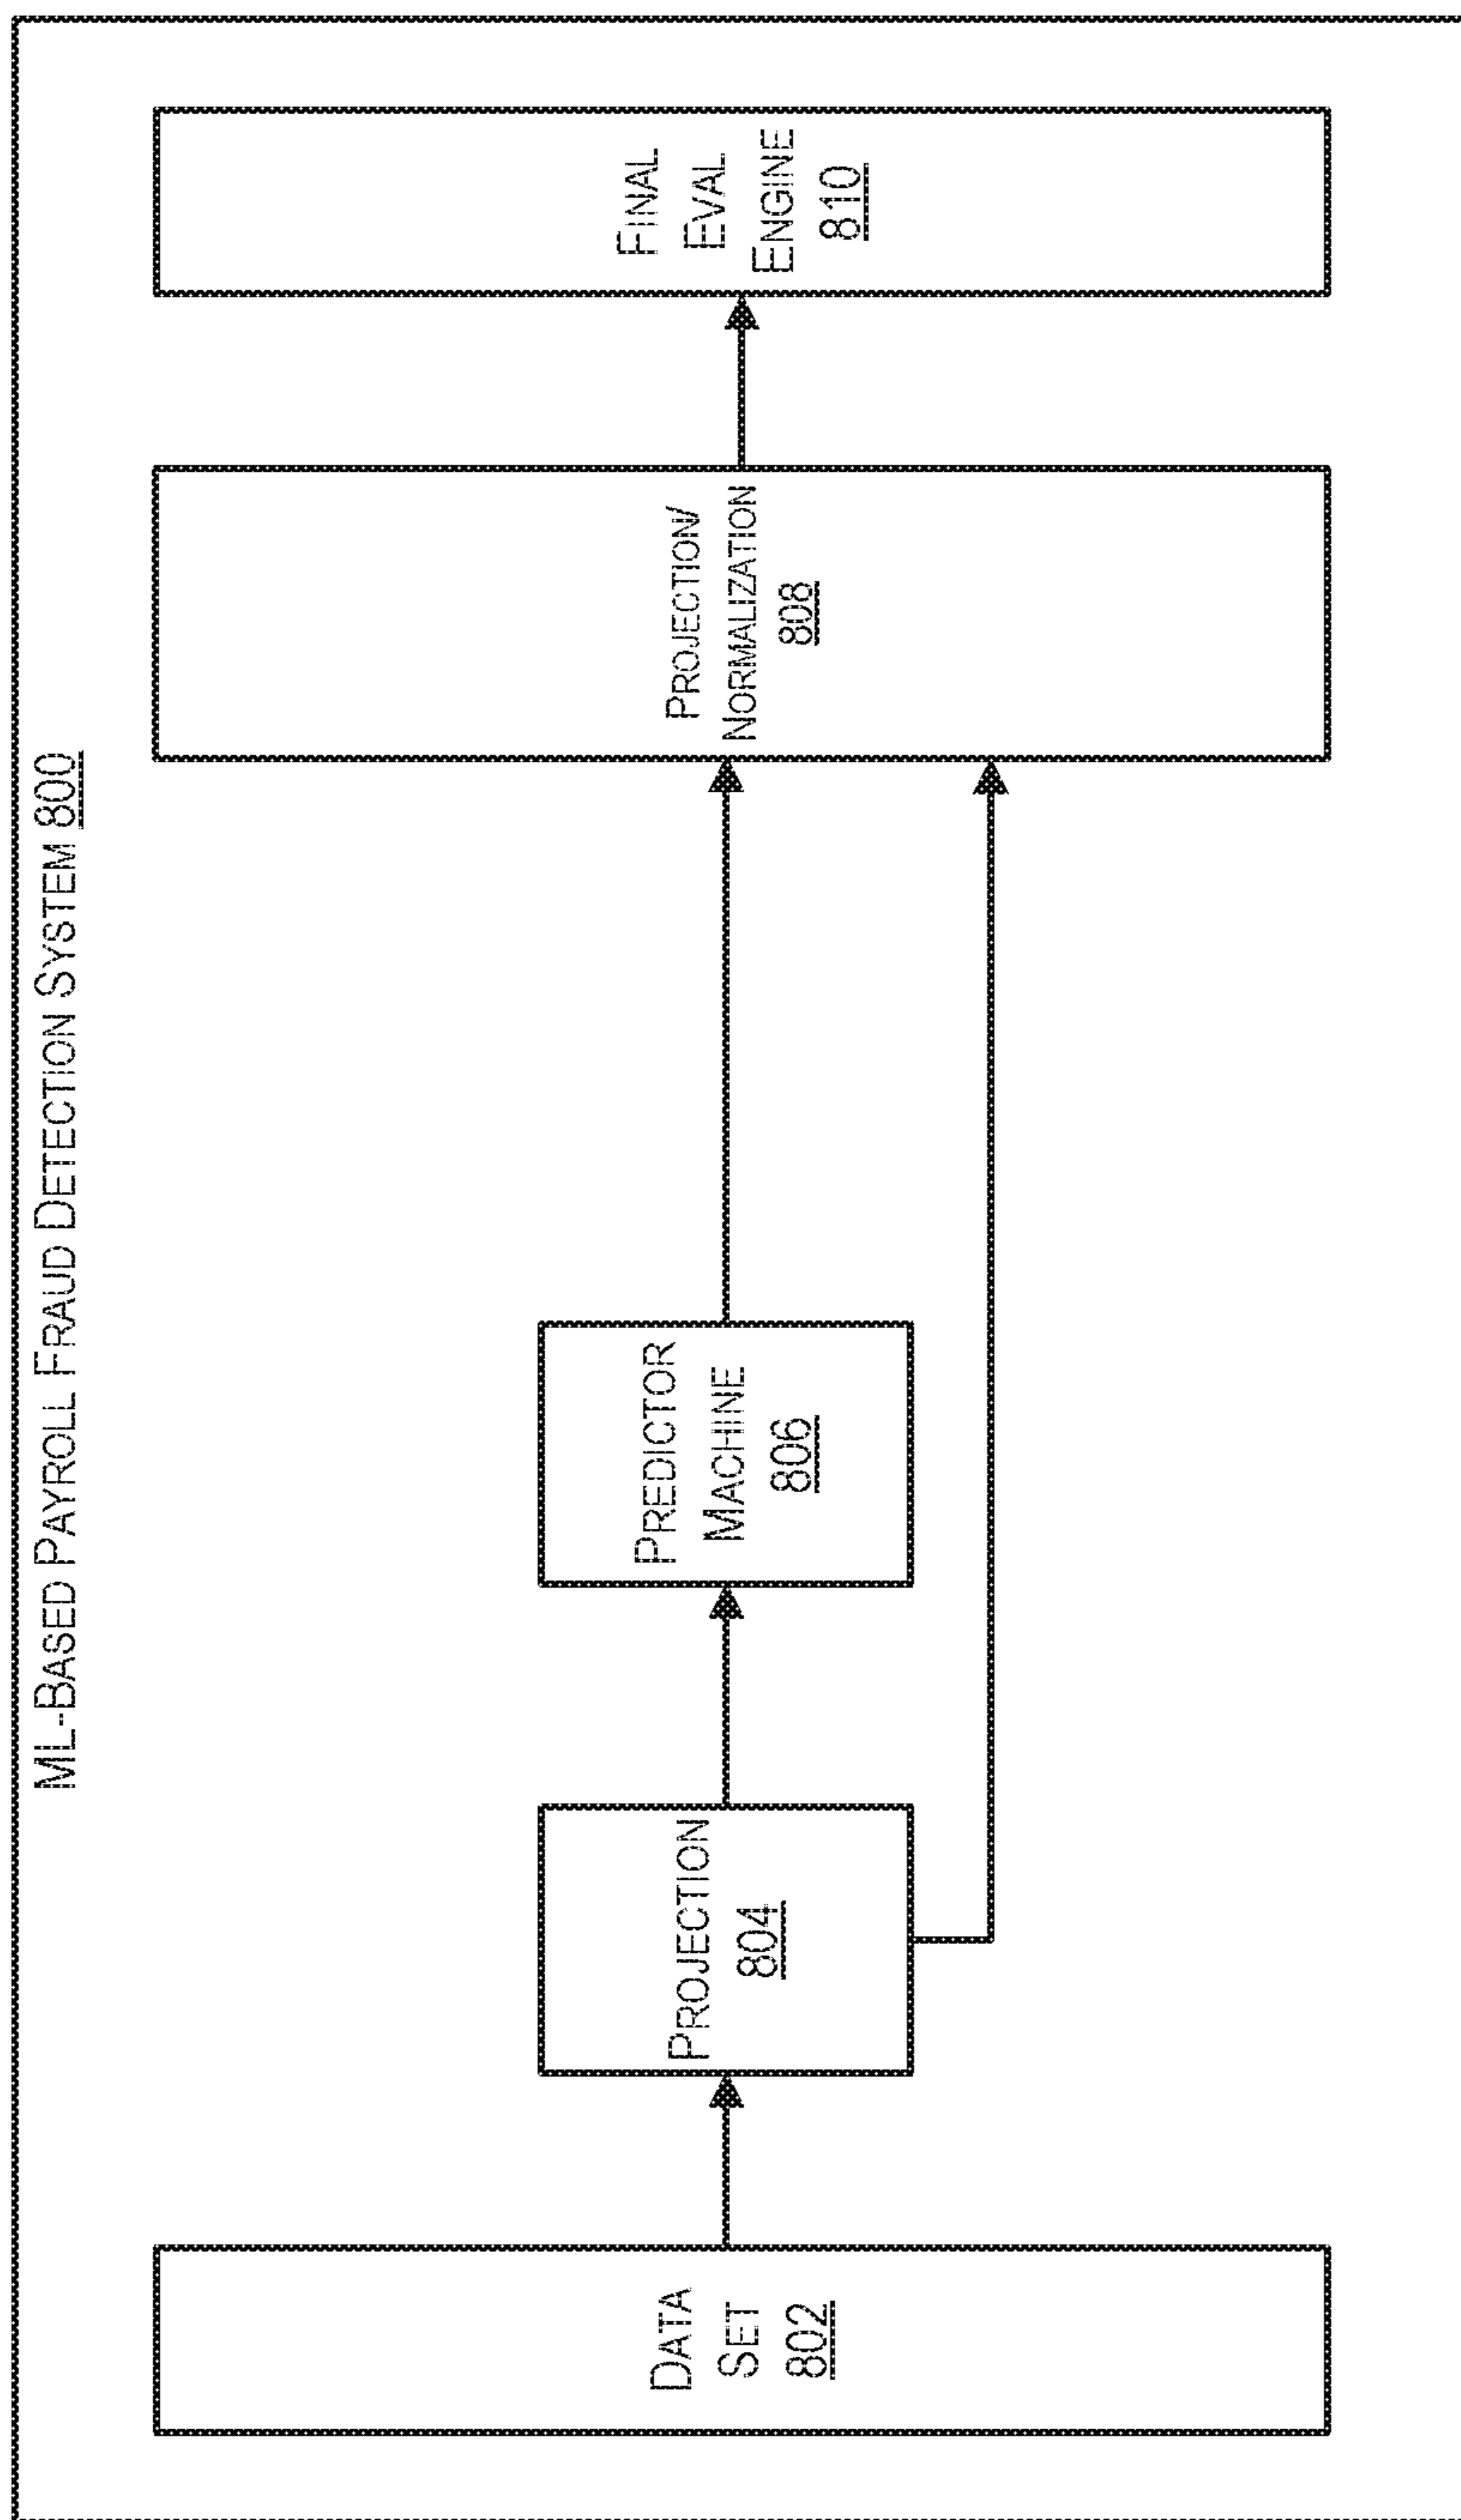 ML-BASED PAYROLL FRAUD DETECTION SYSTEM 800
DATA
SET
802
PROJECTION
804
PREDICTOR
MACHINE
806
PROJECTION/
NORMALIZATION
808
FINAL
EVAL
ENGINE
810